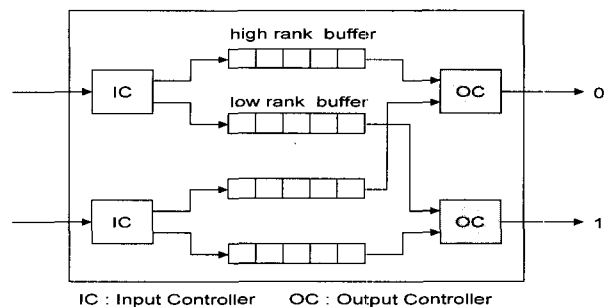 high rank buffer
IC
OC
0
low rank buffer
IC
OC
1
IC : Input Controller OC : Output Controller